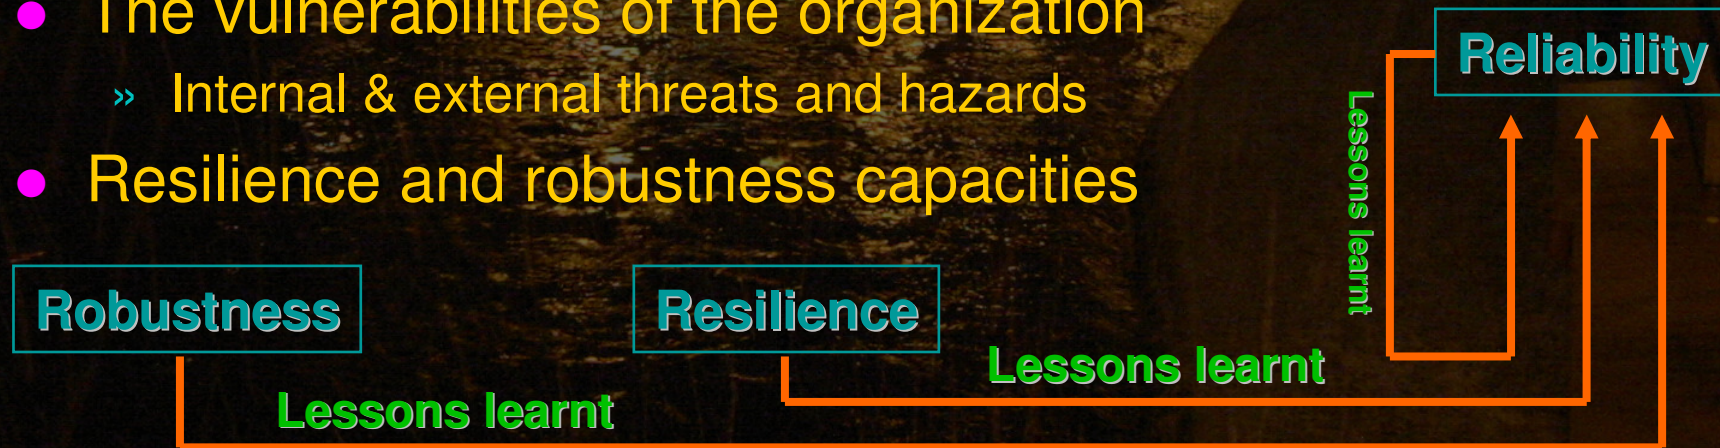 The vulnerabilities of the organization
» Internal & external threats and hazards
Resilience and robustness capacities
Reliability
Lessons learnt
Robustness
Resilience
Lessons learnt
Lessons learnt